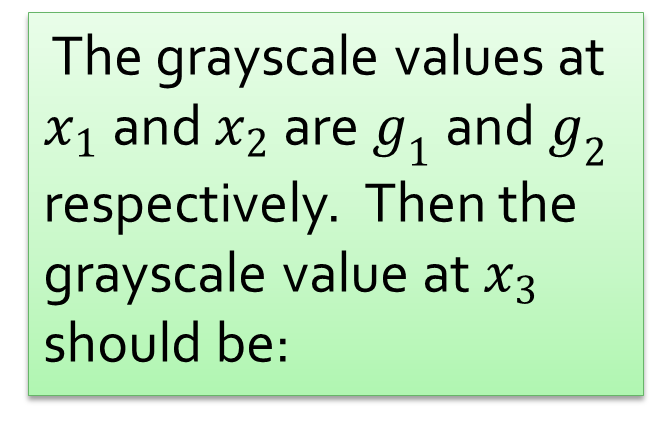 The grayscale values at
𝑥₁ and 𝑥₂ are 𝑔₁ and 𝑔₂
respectively. Then the
grayscale value at 𝑥₃
should be: